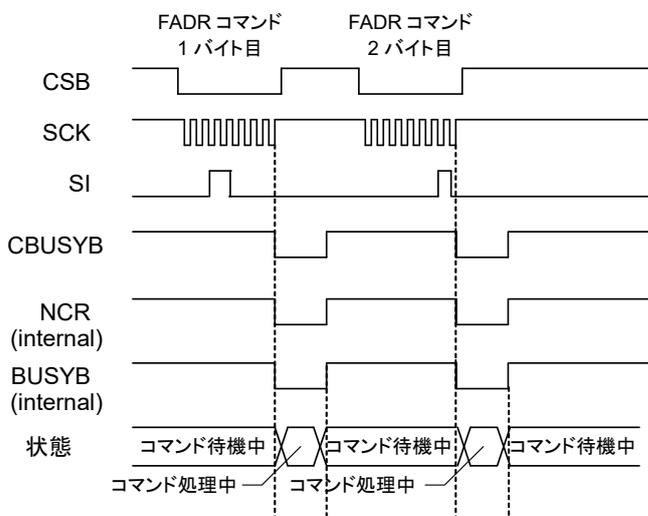 FADR コマンド
1 バイト目
FADR コマンド
2 バイト目
CSB
SCK
SI
CBUSYB
NCR
(internal)
BUSYB
(internal)
状態
コマンド待機中
コマンド待機中
コマンド待機中
コマンド処理中
コマンド処理中